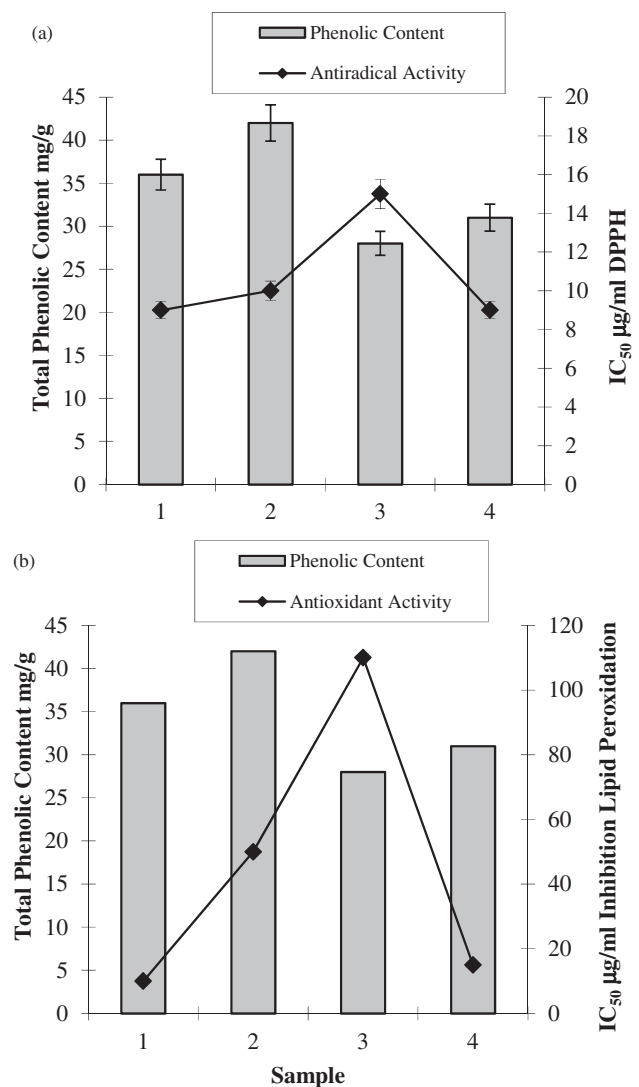 (a)
Phenolic Content
Antiradical Activity
Total Phenolic Content mg/g
45
40
35
30
25
20
15
10
5
0
20
18
16
14
12
10
8
6
4
2
0
IC50 µg/ml DPPH
1 2 3 4
(b)
Phenolic Content
Antioxidant Activity
Total Phenolic Content mg/g
45
40
35
30
25
20
15
10
5
0
120
100
80
60
40
20
0
IC50 µg/ml Inhibition Lipid Peroxidation
1 2 3 4
Sample